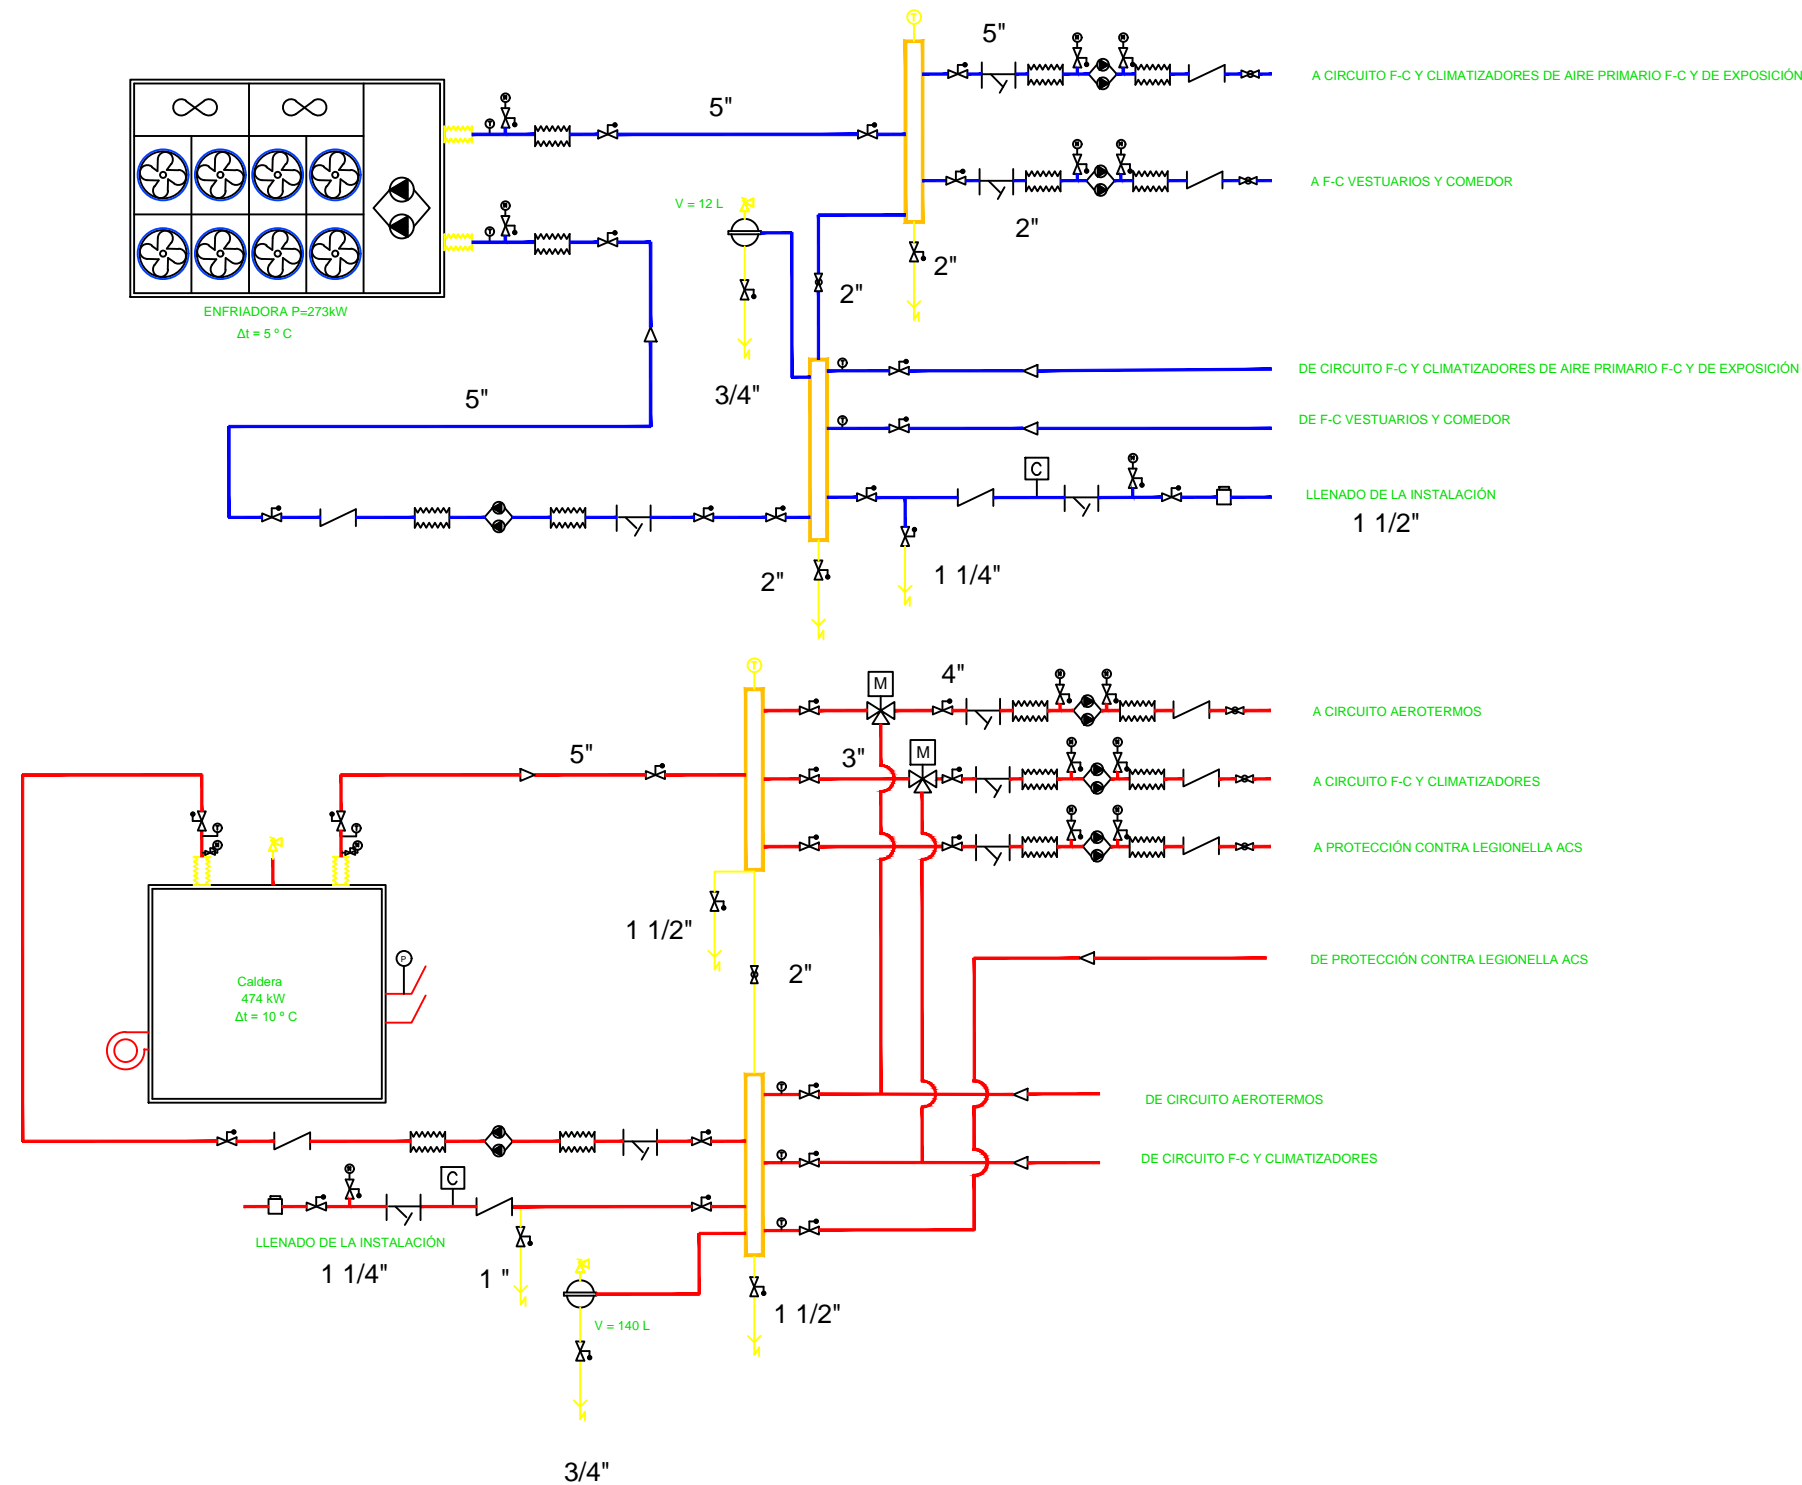 5"
A CIRCUITO F-C Y CLIMATIZADORES DE AIRE PRIMARIO F-C Y DE EXPOSICIÓN
5"
A F-C VESTUARIOS Y COMEDOR
V = 12 L
2"
2"
2"
ENFRIADORA P=273kW
Δt = 5 º C
DE CIRCUITO F-C Y CLIMATIZADORES DE AIRE PRIMARIO F-C Y DE EXPOSICIÓN
3/4"
5"
DE F-C VESTUARIOS Y COMEDOR
C
LLENADO DE LA INSTALACIÓN
1 1/2"
2"
1 1/4"
T
M
4"
A CIRCUITO AEROTERMOS
5"
3"
M
A CIRCUITO F-C Y CLIMATIZADORES
A PROTECCIÓN CONTRA LEGIONELLA ACS
1 1/2"
P
DE PROTECCIÓN CONTRA LEGIONELLA ACS
2"
Caldera
474 kW
Δt = 10 º C
DE CIRCUITO AEROTERMOS
DE CIRCUITO F-C Y CLIMATIZADORES
C
LLENADO DE LA INSTALACIÓN
1 1/4"
1 "
1 1/2"
V = 140 L
3/4"